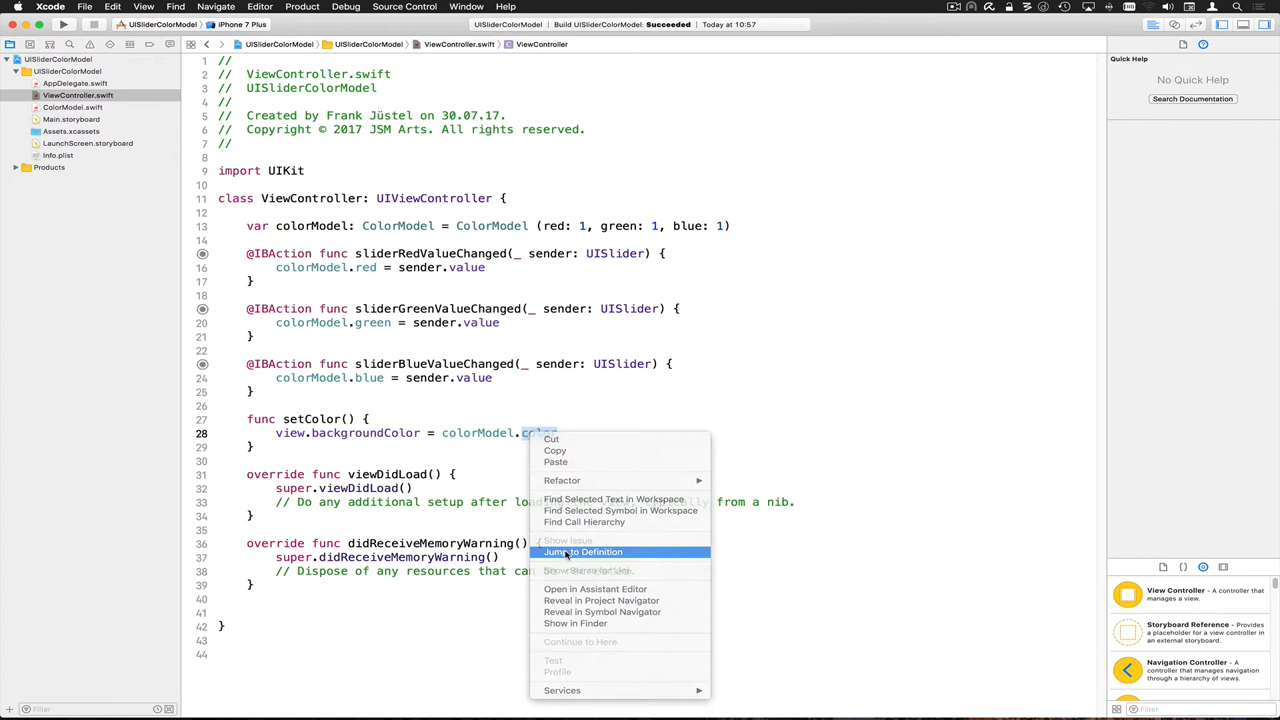 Xcode File Edit View Find Navigate Editor Product Debug Source Control Window Help
UISliderColorModel iPhone 7 Plus
UISliderColorModel Build UISliderColorModel: Succeeded Today at 10:57
UISliderColorModel UISliderColorModel ViewController.swift C ViewController
UISliderColorModel
UISliderColorModel
AppDelegate.swift
ViewController.swift
ColorModel.swift
Main.storyboard
Assets.xcassets
LaunchScreen.storyboard
Info.plist
Products
Filter
1 //
2 // ViewController.swift
3 // UISliderColorModel
4 //
5 // Created by Frank Jüstel on 30.07.17.
6 // Copyright © 2017 JSM Arts. All rights reserved.
7 //
8
9 import UIKit
10
11 class ViewController: UIViewController {
12
13 var colorModel: ColorModel = ColorModel (red: 1, green: 1, blue: 1)
14
@IBAction func sliderRedValueChanged(_ sender: UISlider) {
16 colorModel.red = sender.value
17 }
18
@IBAction func sliderGreenValueChanged(_ sender: UISlider) {
20 colorModel.green = sender.value
21 }
22
@IBAction func sliderBlueValueChanged(_ sender: UISlider) {
24 colorModel.blue = sender.value
25 }
26
27 func setColor() {
28 view.backgroundColor = colorModel.color
29 }
30
31 override func viewDidLoad() {
32 super.viewDidLoad()
33 // Do any additional setup after load from a nib.
34 }
35
36 override func didReceiveMemoryWarning() {
37 super.didReceiveMemoryWarning()
38 // Dispose of any resources that can
39 }
40
41
42 }
43
44
Cut
Copy
Paste
Refactor
Find Selected Text in Workspace
Find Selected Symbol in Workspace
Find Call Hierarchy
Show Issue
Jump to Definition
Open in Assistant Editor
Reveal in Project Navigator
Reveal in Symbol Navigator
Show in Finder
Continue to Here
Test
Profile
Services
Quick Help
No Quick Help
Search Documentation
View Controller - A controller that
manages a view.
Storyboard Reference - Provides a
placeholder for a view controller in
an external storyboard.
Navigation Controller - A
controller that manages navigation
through a hierarchy of views.
Filter